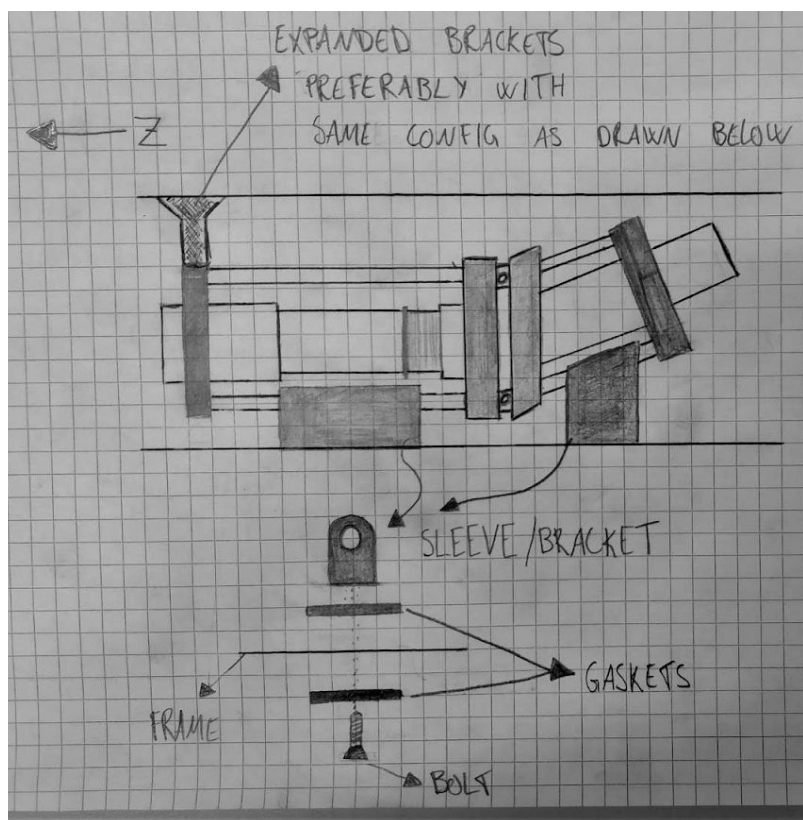 EXPANDED BRACKETS
PREFERABLY WITH
SAME CONFIG AS DRAWN BELOW
Z
SLEEVE/BRACKET
GASKETS
FRAME
BOLT